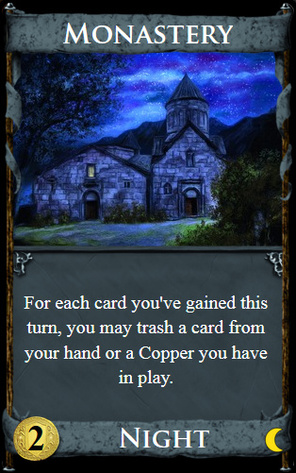 MONASTERY
For each card you've gained this
turn, you may trash a card from
your hand or a Copper you have
in play.
2
NIGHT